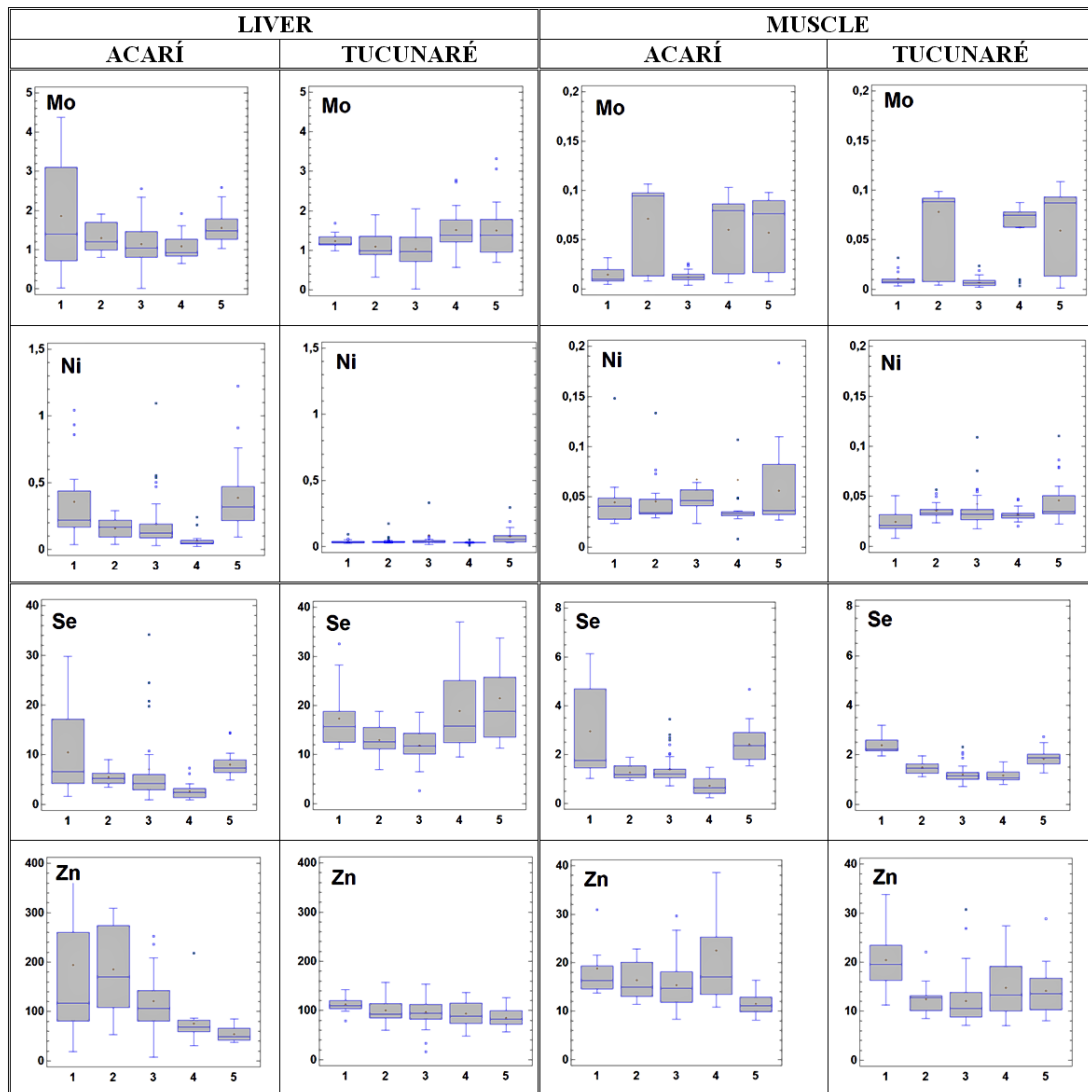 LIVER MUSCLE
ACARÍ TUCUNARÉ ACARÍ TUCUNARÉ
Mo Mo Mo Mo
5 5 0,2 0,2
4 4 0,15 0,15
3 3 0,1 0,1
2 2 0,05 0,05
1 1
0 0 0 0
1 2 3 4 5 1 2 3 4 5 1 2 3 4 5 1 2 3 4 5
Ni Ni Ni Ni
1,5 1,5 0,2 0,2
1 1 0,15 0,15
0,5 0,5 0,1 0,1
0,05 0,05
0 0 0 0
1 2 3 4 5 1 2 3 4 5 1 2 3 4 5 1 2 3 4 5
Se Se Se Se
40 40 8 8
30 30 6 6
20 20 4 4
10 10 2 2
0 0 0 0
1 2 3 4 5 1 2 3 4 5 1 2 3 4 5 1 2 3 4 5
Zn Zn Zn Zn
400 400 40 40
300 300 30 30
200 200 20 20
100 100 10 10
0 0 0 0
1 2 3 4 5 1 2 3 4 5 1 2 3 4 5 1 2 3 4 5